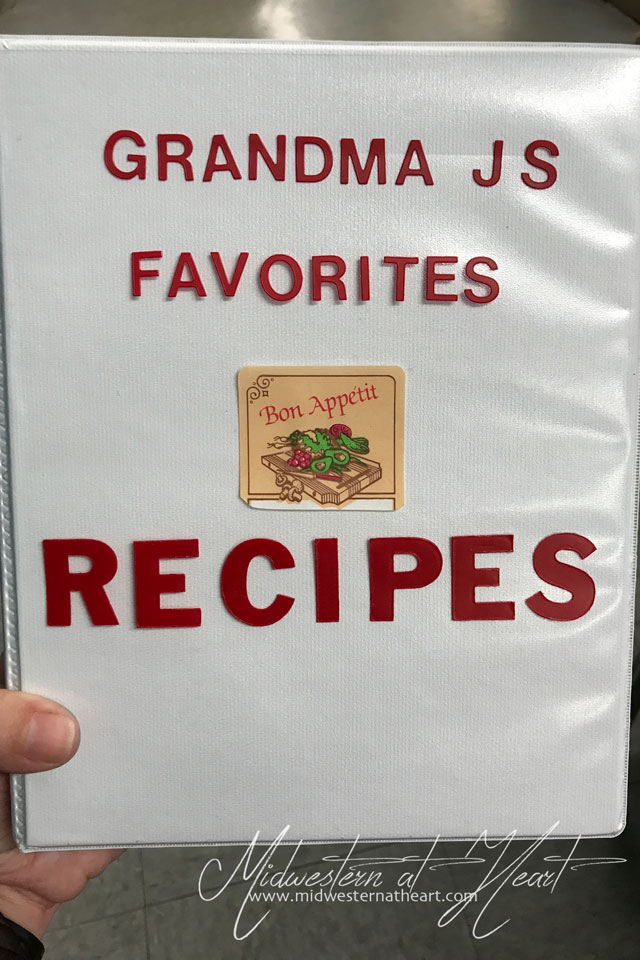 GRANDMA JS
FAVORITES
Bon Appétit
RECIPES
Midwestern at Heart
www.midwesternatheart.com